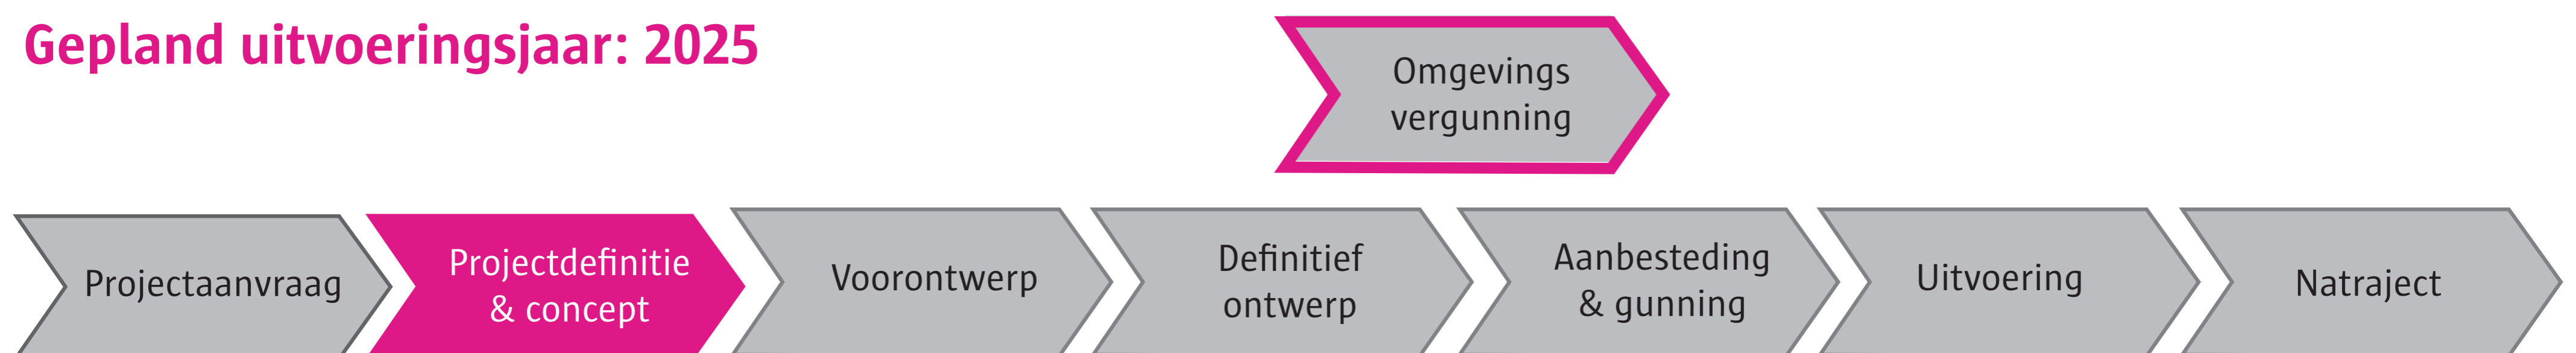 Gepland uitvoeringsjaar: 2025
Omgevings
vergunning
Projectaanvraag
Projectdefinitie
& concept
Voorontwerp
Definitief
ontwerp
Aanbesteding
& gunning
Uitvoering
Natraject